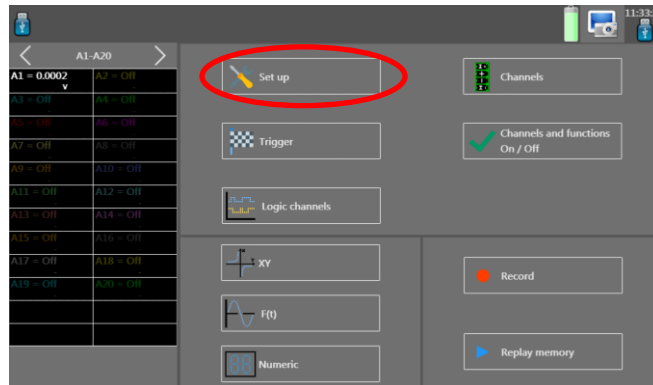 11:33:
A1-A20
A1 = 0.0002 A2 = Off
v
A3 = Off A4 = Off
A5 = Off A6 = Off
A7 = Off A8 = Off
A9 = Off A10 = Off
A11 = Off A12 = Off
A13 = Off A14 = Off
A15 = Off A16 = Off
A17 = Off A18 = Off
A19 = Off A20 = Off
Set up
Channels
Trigger
Channels and functions
On / Off
Logic channels
XY
F(t)
Numeric
Record
Replay memory